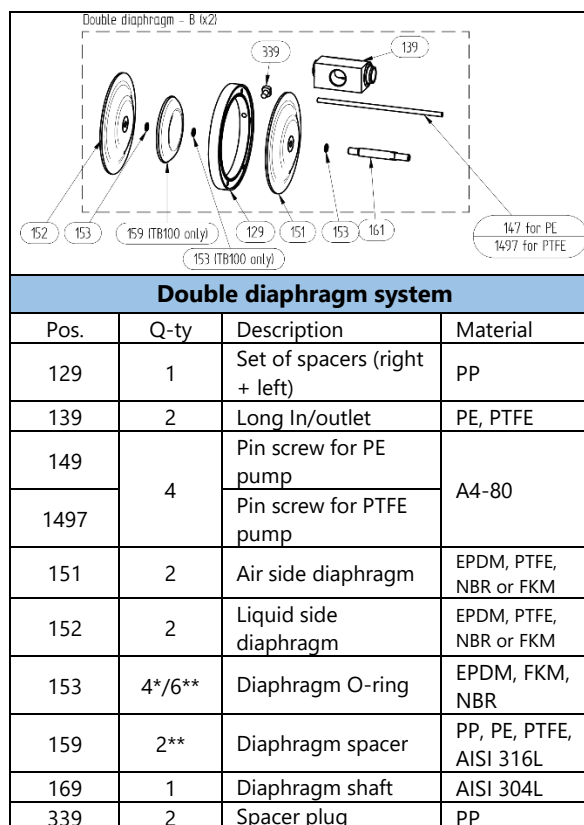 Double diaphragm - B (x2)
339
139
152
153
159 (TB100 only)
153 (TB100 only)
129
151
153
161
147 for PE
1497 for PTFE
Double diaphragm system
Pos. Q-ty Description Material
129 1 Set of spacers (right + left) PP
139 2 Long In/outlet PE, PTFE
149 4 Pin screw for PE pump A4-80
1497 Pin screw for PTFE pump
151 2 Air side diaphragm EPDM, PTFE, NBR or FKM
152 2 Liquid side diaphragm EPDM, PTFE, NBR or FKM
153 4*/6** Diaphragm O-ring EPDM, FKM, NBR
159 2** Diaphragm spacer PP, PE, PTFE, AISI 316L
169 1 Diaphragm shaft AISI 304L
339 2 Spacer plug PP